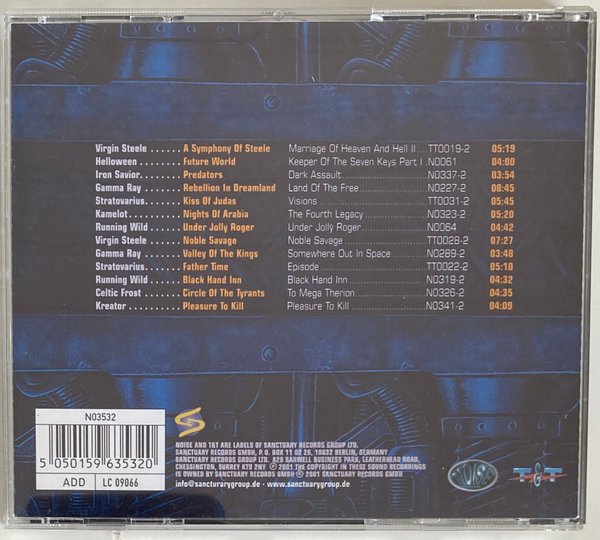 Virgin Steele ...... A Symphony Of Steele Marriage Of Heaven And Hell II ... TT0019-2 05:19
Helloween ......... Future World Keeper Of The Seven Keys Part I . N0061 04:00
Iron Savior. ....... Predators Dark Assault ........................ N0337-2 03:54
Gamma Ray ...... Rebellion In Dreamland Land Of The Free ................. N0227-2 08:45
Stratovarius....... Kiss Of Judas Visions ............................... TT0031-2 05:45
Kamelot........... Nights Of Arabia The Fourth Legacy ............... N0323-2 05:20
Running Wild ..... Under Jolly Roger Under Jolly Roger ................ N0064 04:42
Virgin Steele ...... Noble Savage Noble Savage ...................... TT0026-2 07:27
Gamma Ray ...... Valley Of The Kings Somewhere Out In Space ....... N0289-2 03:48
Stratovarius....... Father Time Episode .............................. TT0022-2 05:10
Running Wild ..... Black Hand Inn Black Hand Inn ................... N0319-2 04:32
Celtic Frost ....... Circle Of The Tyrants To Mega Therion .................. N0326-2 04:35
Kreator........... Pleasure To Kill Pleasure To Kill ................... N0341-2 04:09
N03532
5 050159 635320
ADD LC 09066
NOISE AND T&T ARE LABELS OF SANCTUARY RECORDS GROUP LTD.
SANCTUARY RECORDS GMBH, P.O. BOX 11 02 26, 10832 BERLIN, GERMANY
SANCTUARY RECORDS GROUP LTD. A29 BARWELL BUSINESS PARK, LEATHERHEAD ROAD,
CHESSINGTON, SURREY KT9 2NY ℗ 2001 THE COPYRIGHT IN THESE SOUND RECORDINGS
IS OWNED BY SANCTUARY RECORDS GMBH © 2001 SANCTUARY RECORDS GMBH
info@sancturarygroup.de - www.sanctuarygroup.de
NOISE
T&T